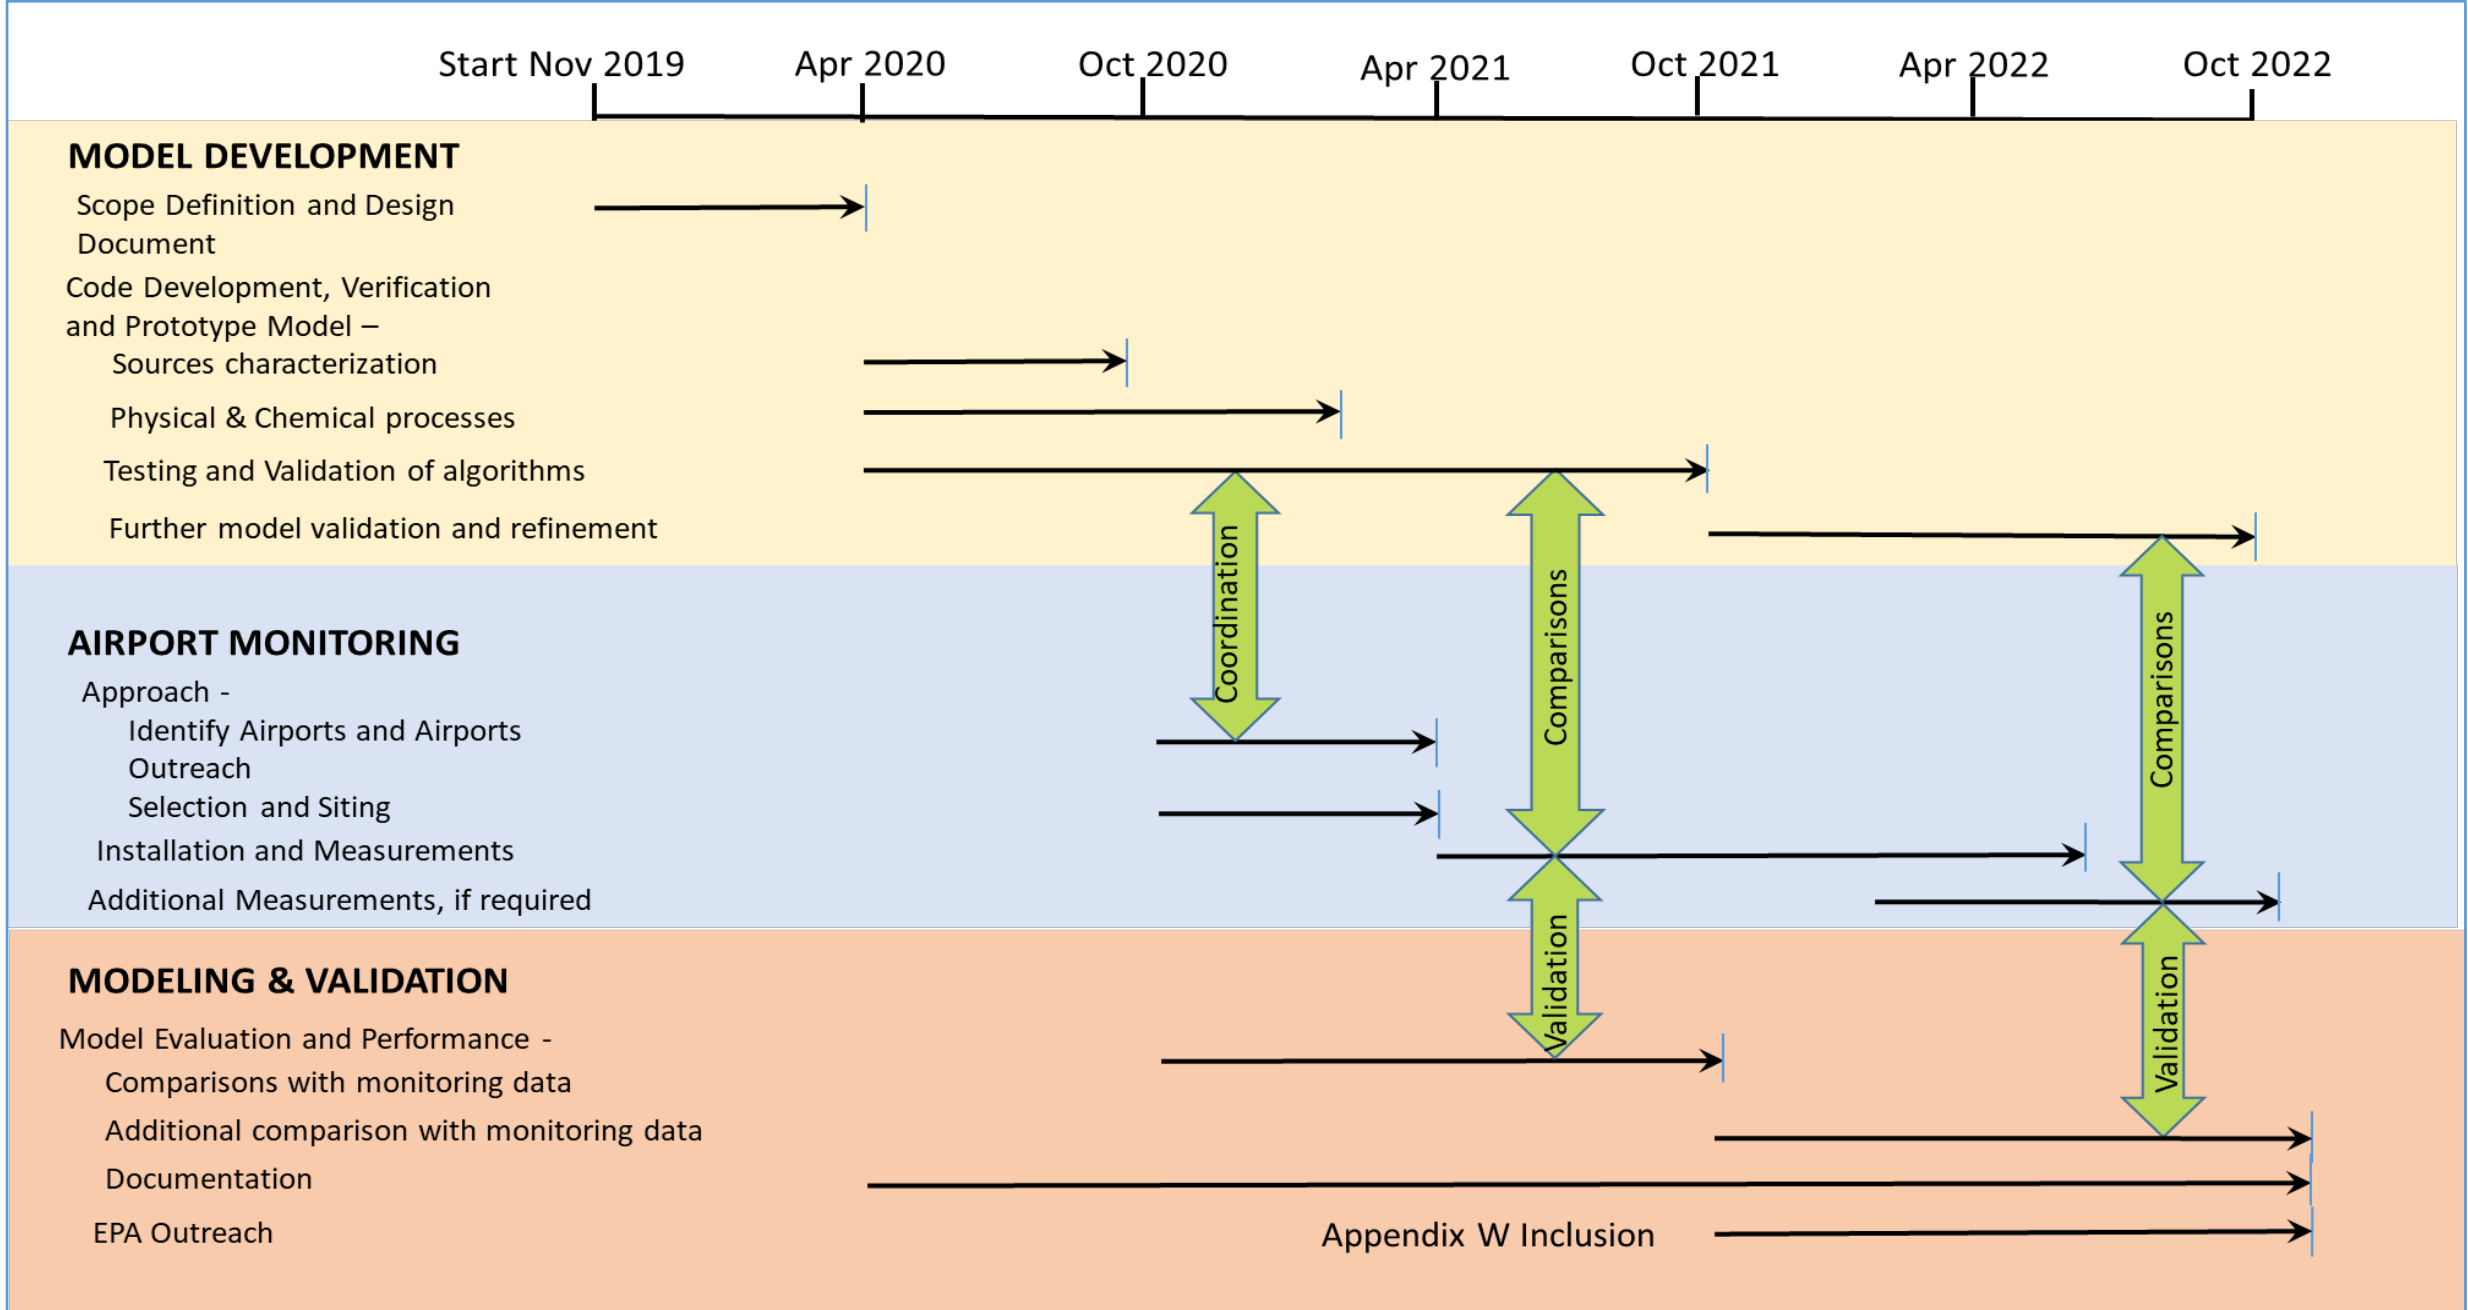 Start Nov 2019
Apr 2020
Oct 2020
Apr 2021
Oct 2021
Apr 2022
Oct 2022
MODEL DEVELOPMENT
Scope Definition and Design
Document
Code Development, Verification
and Prototype Model –
Sources characterization
Physical & Chemical processes
Testing and Validation of algorithms
Further model validation and refinement
Coordination
Comparisons
Comparisons
AIRPORT MONITORING
Approach -
Identify Airports and Airports
Outreach
Selection and Siting
Installation and Measurements
Additional Measurements, if required
Validation
Validation
MODELING & VALIDATION
Model Evaluation and Performance -
Comparisons with monitoring data
Additional comparison with monitoring data
Documentation
EPA Outreach
Appendix W Inclusion